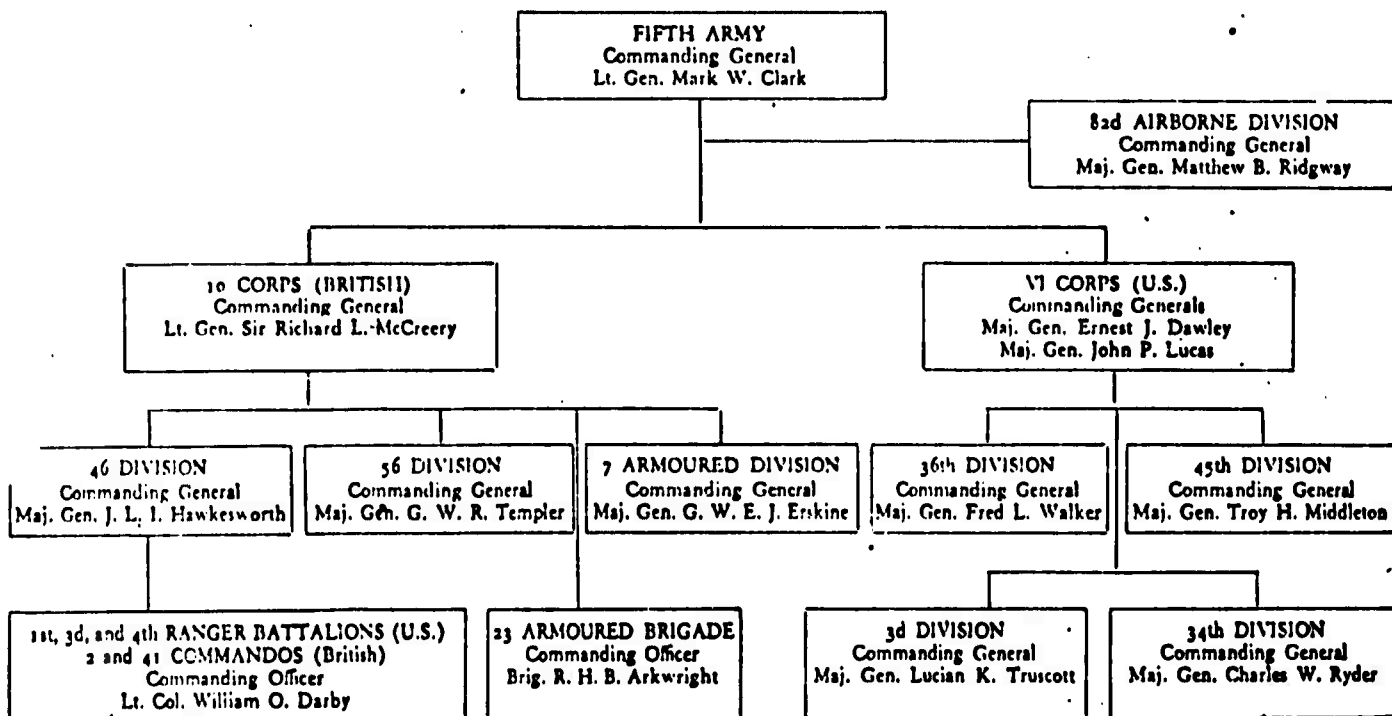 FIFTH ARMY
Commanding General
Lt. Gen. Mark W. Clark
82d AIRBORNE DIVISION
Commanding General
Maj. Gen. Matthew B. Ridgway
10 CORPS (BRITISH)
Commanding General
Lt. Gen. Sir Richard L. McCreery
VI CORPS (U.S.)
Commanding Generals
Maj. Gen. Ernest J. Dawley
Maj. Gen. John P. Lucas
46 DIVISION
Commanding General
Maj. Gen. J. L. I. Hawkesworth
56 DIVISION
Commanding General
Maj. Gen. G. W. R. Templer
7 ARMOURED DIVISION
Commanding General
Maj. Gen. G. W. E. J. Erskine
36th DIVISION
Commanding General
Maj. Gen. Fred L. Walker
45th DIVISION
Commanding General
Maj. Gen. Troy H. Middleton
1st, 3d, and 4th RANGER BATTALIONS (U.S.)
2 and 41 COMMANDOS (British)
Commanding Officer
Lt. Col. William O. Darby
23 ARMOURED BRIGADE
Commanding Officer
Brig. R. H. B. Arkwright
3d DIVISION
Commanding General
Maj. Gen. Lucian K. Truscott
34th DIVISION
Commanding General
Maj. Gen. Charles W. Ryder